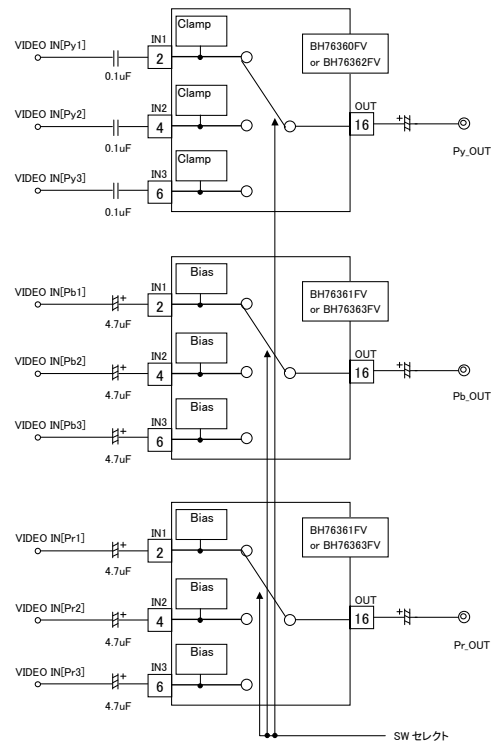 Clamp
BH76360FV
or BH76362FV
VIDEO IN[Py1]
0.1uF
IN1
2
Clamp
VIDEO IN[Py2]
0.1uF
IN2
4
OUT
16
+
Py_OUT
Clamp
VIDEO IN[Py3]
0.1uF
IN3
6
Bias
BH76361FV
or BH76363FV
VIDEO IN[Pb1]
+
4.7uF
IN1
2
Bias
VIDEO IN[Pb2]
+
4.7uF
IN2
4
OUT
16
+
Pb_OUT
Bias
VIDEO IN[Pb3]
+
4.7uF
IN3
6
Bias
BH76361FV
or BH76363FV
VIDEO IN[Pr1]
+
4.7uF
IN1
2
Bias
VIDEO IN[Pr2]
+
4.7uF
IN2
4
OUT
16
+
Pr_OUT
Bias
VIDEO IN[Pr3]
+
4.7uF
IN3
6
SW セレクト